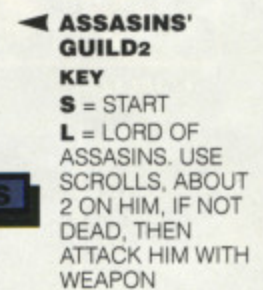 ASSASINS'
GUILD2
KEY
S = START
L = LORD OF
ASSASINS. USE
SCROLLS, ABOUT
2 ON HIM, IF NOT
DEAD, THEN
ATTACK HIM WITH
WEAPON
S